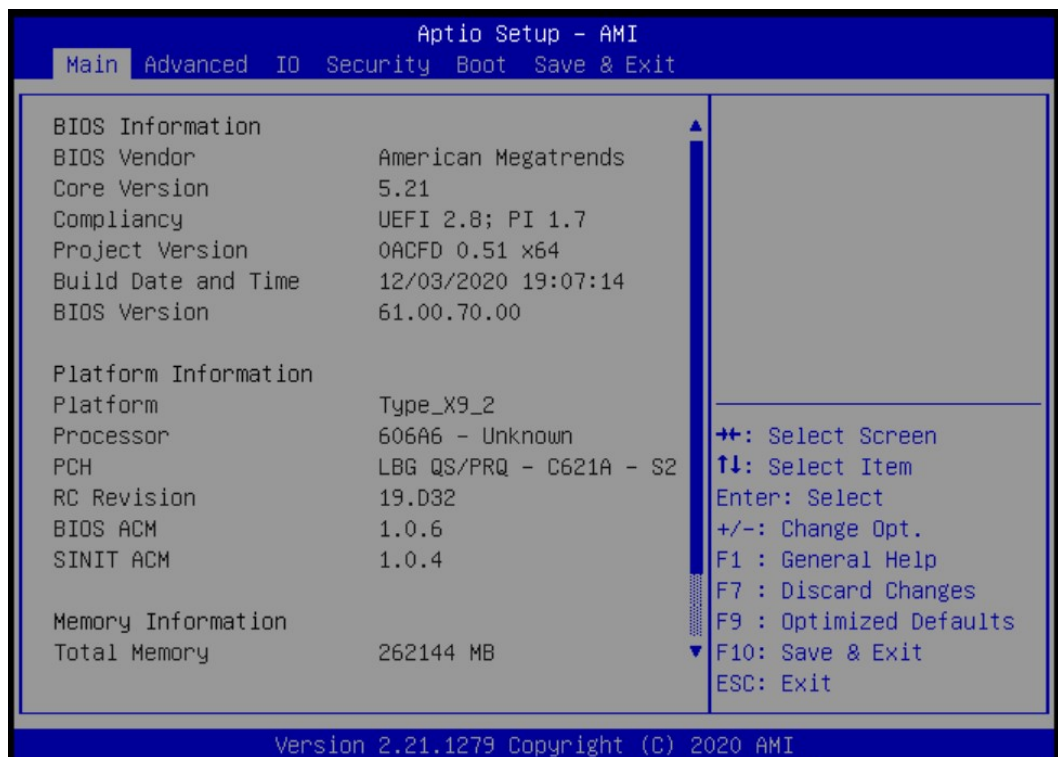 Aptio Setup – AMI
Main Advanced IO Security Boot Save & Exit
BIOS Information
BIOS Vendor American Megatrends
Core Version 5.21
Compliancy UEFI 2.8; PI 1.7
Project Version 0ACFD 0.51 x64
Build Date and Time 12/03/2020 19:07:14
BIOS Version 61.00.70.00
Platform Information
Platform Type_X9_2
Processor 606A6 – Unknown
PCH LBG QS/PRQ – C621A – S2
RC Revision 19.D32
BIOS ACM 1.0.6
SINIT ACM 1.0.4
Memory Information
Total Memory 262144 MB
→←: Select Screen
↑↓: Select Item
Enter: Select
+/-: Change Opt.
F1 : General Help
F7 : Discard Changes
F9 : Optimized Defaults
F10: Save & Exit
ESC: Exit
Version 2.21.1279 Copyright (C) 2020 AMI